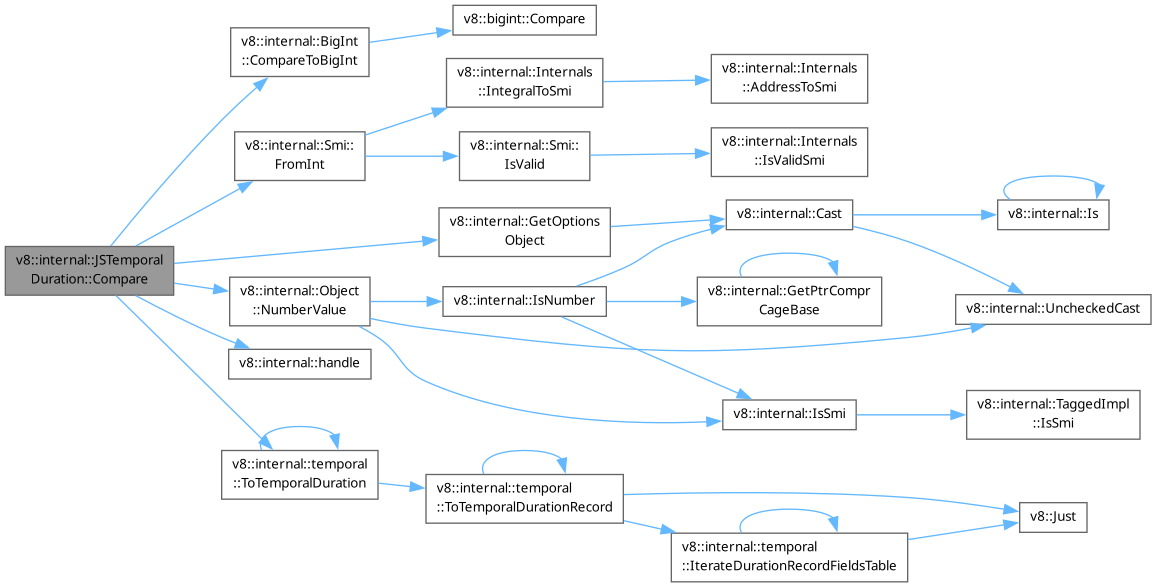 v8::internal::JSTemporal
Duration::Compare
v8::internal::BigInt
::CompareToBigInt
v8::bigint::Compare
v8::internal::Smi::
FromInt
v8::internal::Internals
::IntegralToSmi
v8::internal::Internals
::AddressToSmi
v8::internal::Smi::
IsValid
v8::internal::Internals
::IsValidSmi
v8::internal::GetOptions
Object
v8::internal::Cast
v8::internal::Is
v8::internal::UncheckedCast
v8::internal::Object
::NumberValue
v8::internal::IsNumber
v8::internal::GetPtrCompr
CageBase
v8::internal::IsSmi
v8::internal::TaggedImpl
::IsSmi
v8::internal::handle
v8::internal::temporal
::ToTemporalDuration
v8::internal::temporal
::ToTemporalDurationRecord
v8::internal::temporal
::IterateDurationRecordFieldsTable
v8::Just